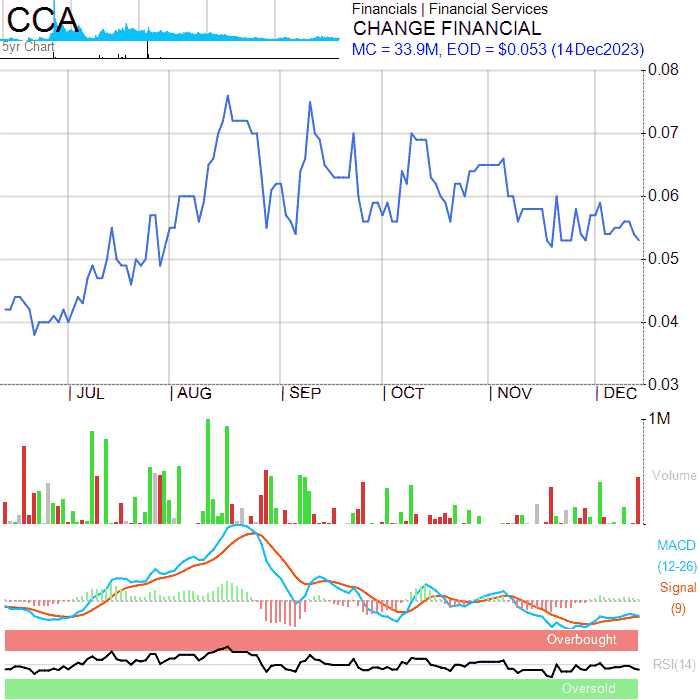 CCA
5yr Chart
Financials | Financial Services
CHANGE FINANCIAL
MC = 33.9M, EOD = $0.053 (14Dec2023)
0.08
0.07
0.06
0.05
0.04
0.03
JUL AUG SEP OCT NOV DEC
1M
Volume
MACD
(12-26)
Signal
(9)
Overbought
RSI(14)
Oversold